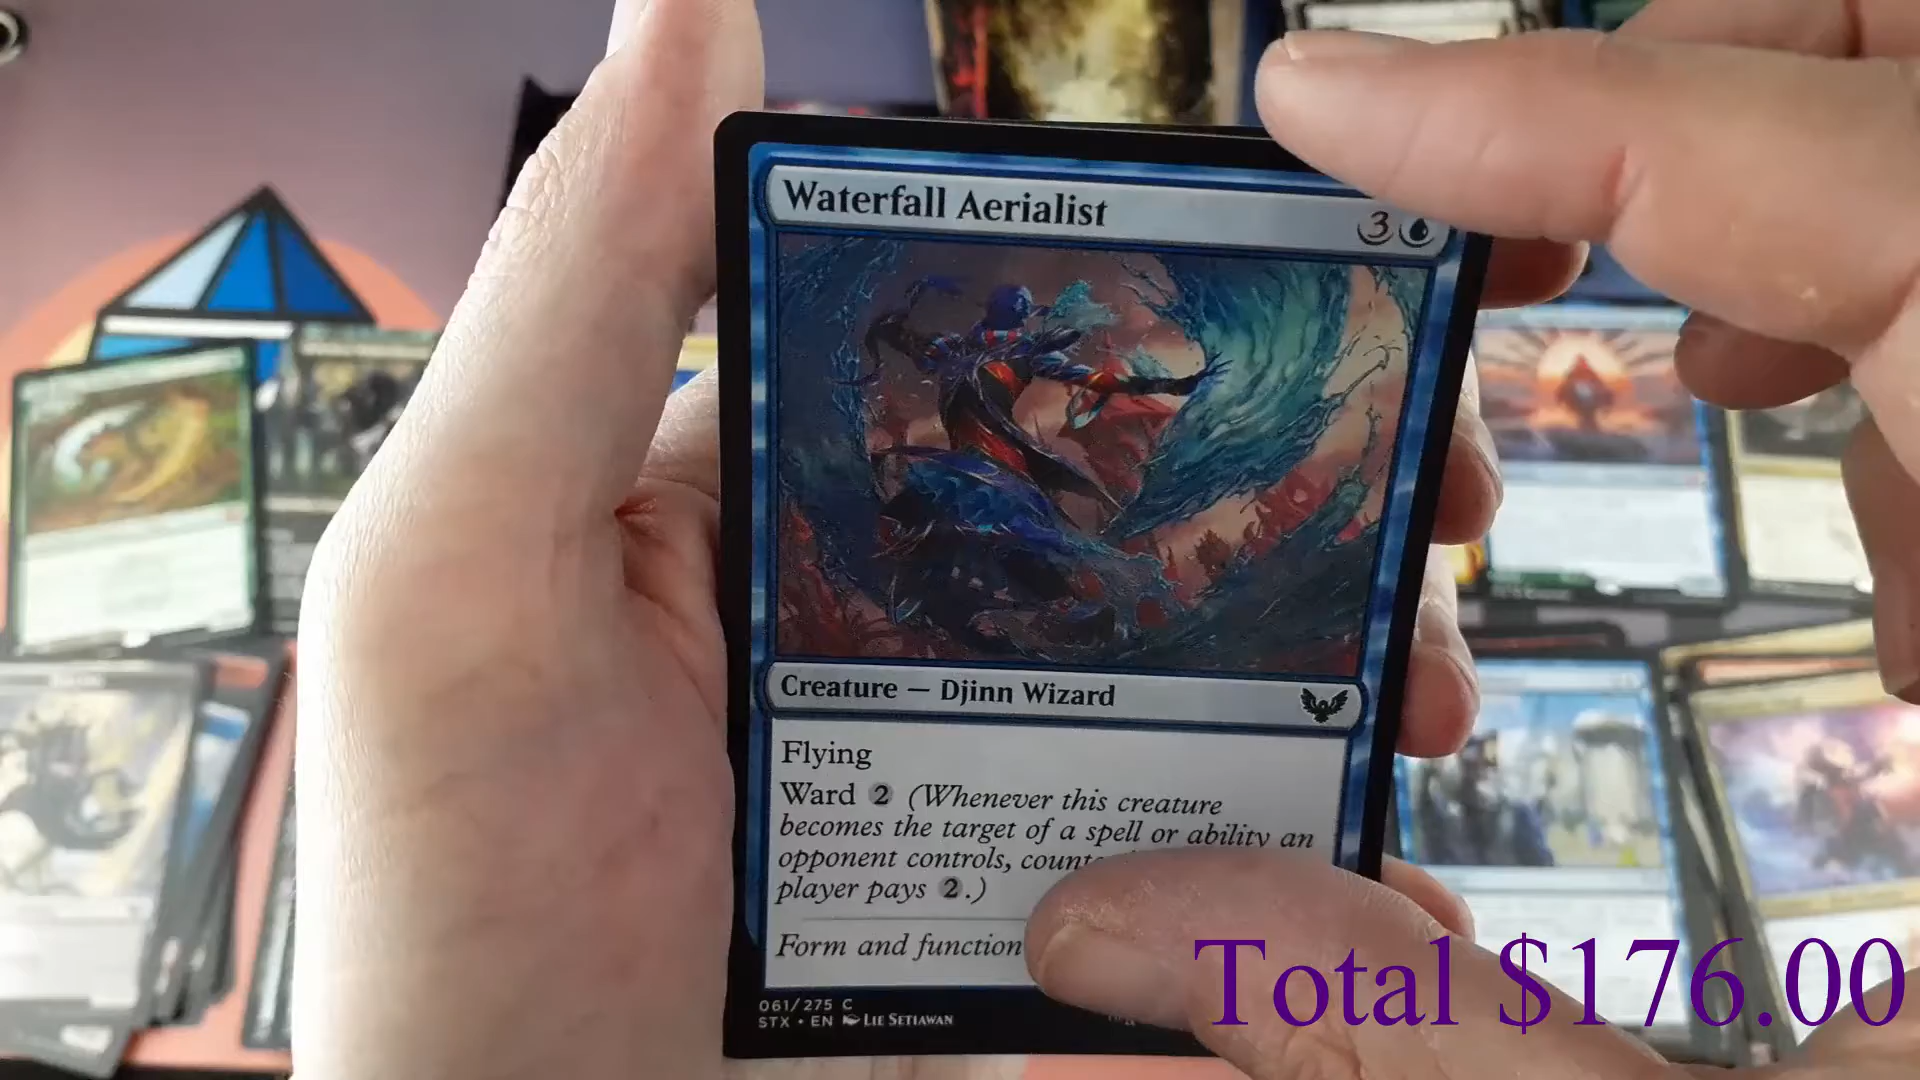 Waterfall Aerialist
3
Creature — Djinn Wizard
Flying
Ward 2 (Whenever this creature
becomes the target of a spell or ability an
opponent controls,
player pays 2.)
Form and function
061/275 C
STX • EN Lie Setiawan
Total $176.00